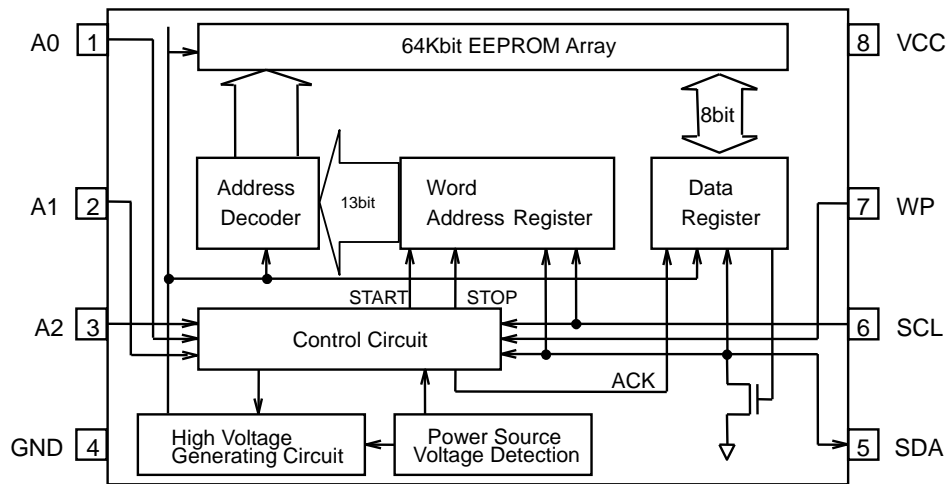 A0
1
64Kbit EEPROM Array
8
VCC
8bit
Address
Decoder
13bit
Word
Address Register
Data
Register
A1
2
7
WP
START
STOP
A2
3
Control Circuit
6
SCL
ACK
GND
4
High Voltage
Generating Circuit
Power Source
Voltage Detection
5
SDA